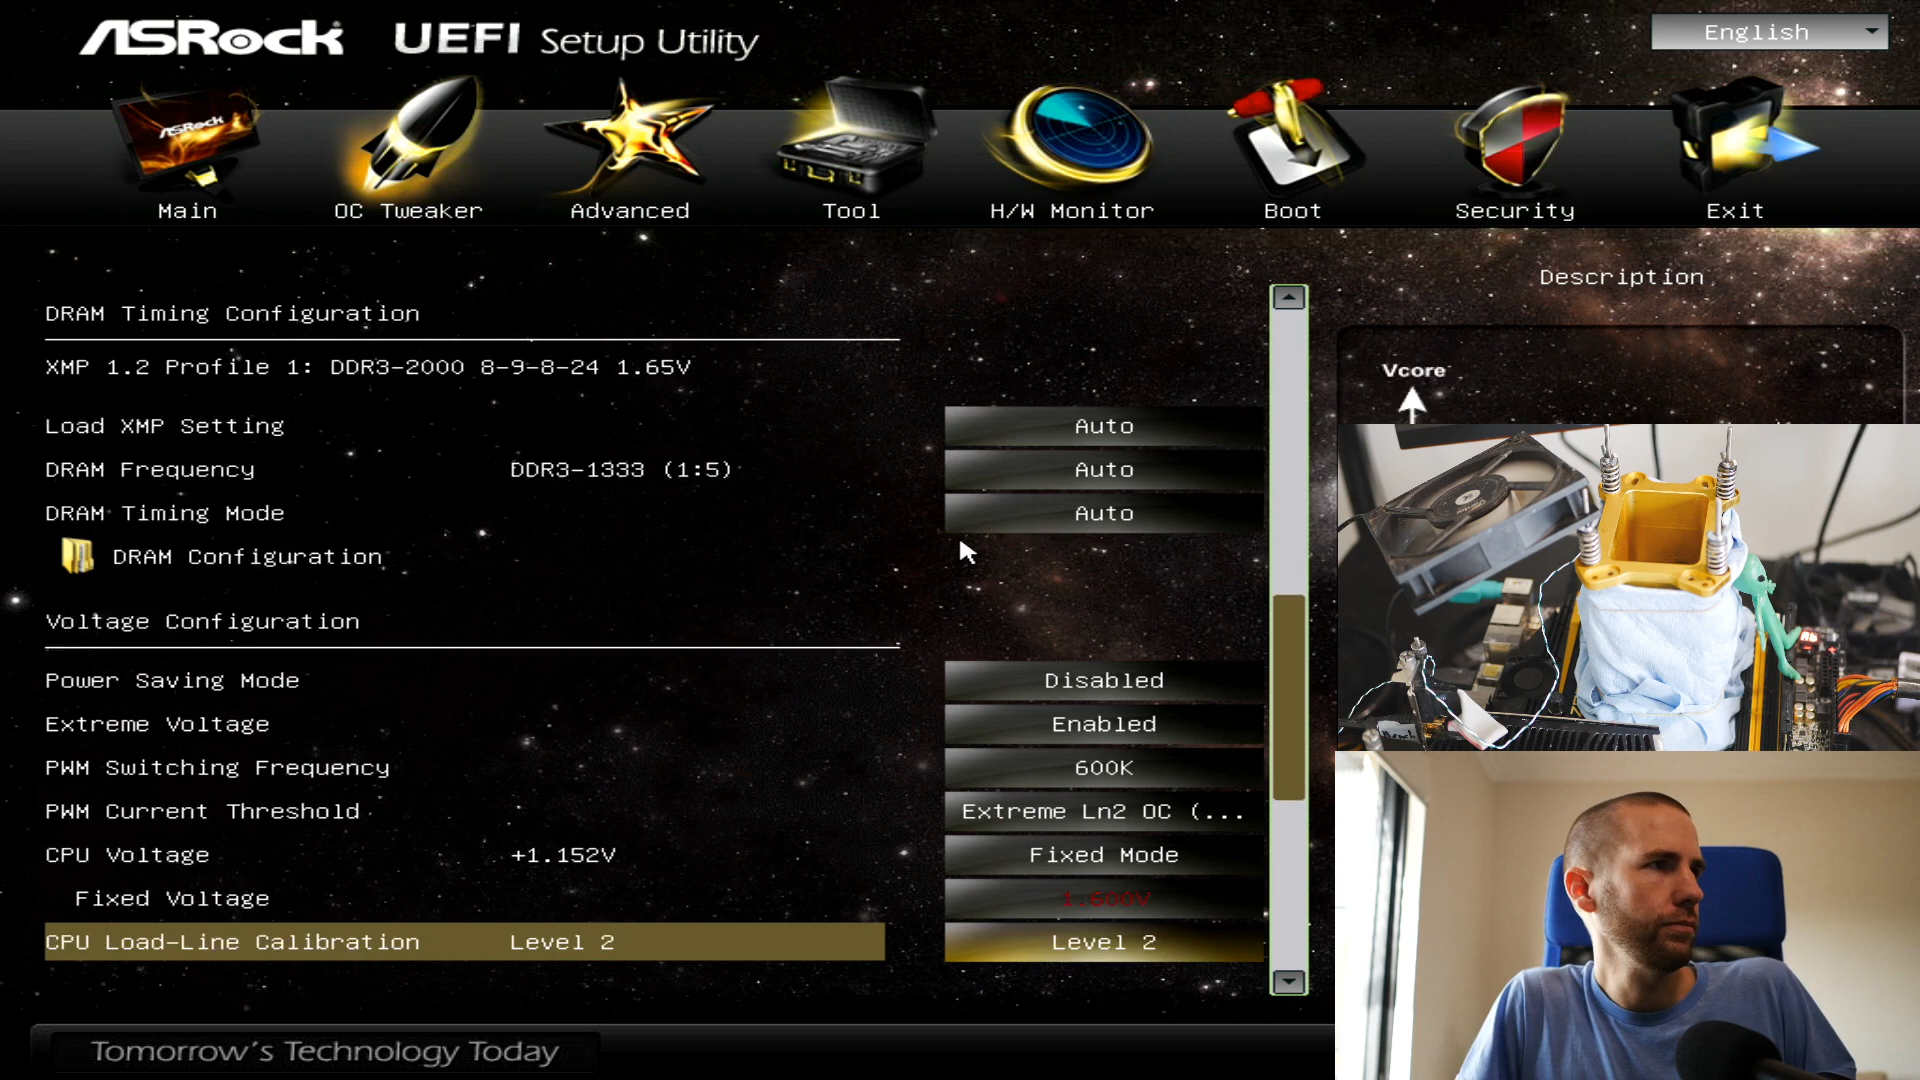 ASRock UEFI Setup Utility
English
ASRock
Main OC Tweaker Advanced Tool H/W Monitor Boot Security Exit
Description
DRAM Timing Configuration
XMP 1.2 Profile 1: DDR3-2000 8-9-8-24 1.65V
Load XMP Setting Auto
DRAM Frequency DDR3-1333 (1:5) Auto
DRAM Timing Mode Auto
DRAM Configuration
Voltage Configuration
Power Saving Mode Disabled
Extreme Voltage Enabled
PWM Switching Frequency 600K
PWM Current Threshold Extreme Ln2 OC (...
CPU Voltage +1.152V Fixed Mode
Fixed Voltage 1.600V
CPU Load-Line Calibration Level 2 Level 2
Vcore
Tomorrow's Technology Today